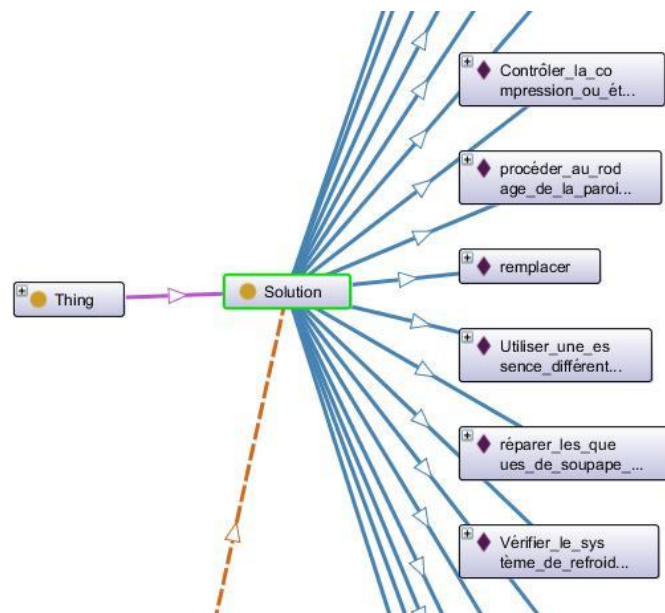 Contrôler_la_co
mpression_ou_ét...
procéder_au_rod
age_de_la_paroi...
remplacer
Thing
Solution
Utiliser_une_es
sence_différent...
réparer_les_que
ues_de_soupape_...
Vérifier_le_sys
tème_de_refroid...